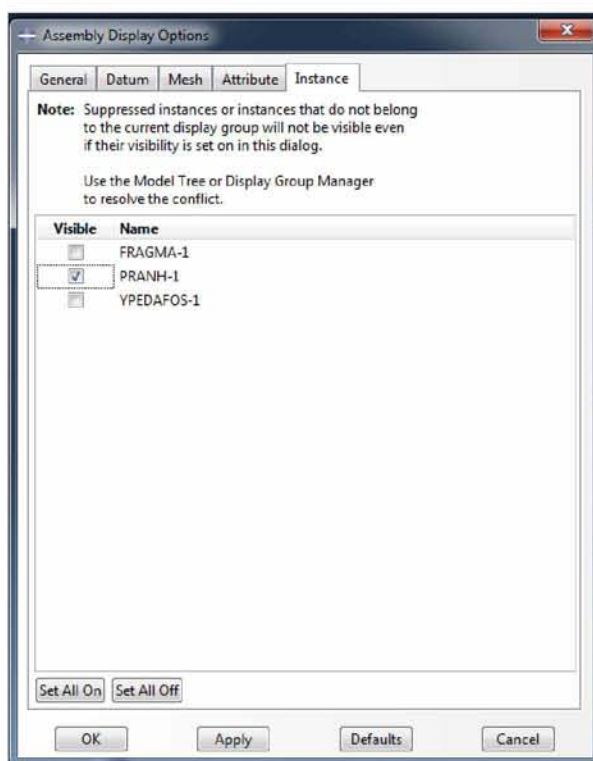 Assembly Display Options
General Datum Mesh Attribute Instance
Note: Suppressed instances or instances that do not belong
to the current display group will not be visible even
if their visibility is set on in this dialog.
Use the Model Tree or Display Group Manager
to resolve the conflict.
Visible Name
FRAGMA-1
PRANH-1
YPEDAFOS-1
Set All On Set All Off
OK Apply Defaults Cancel